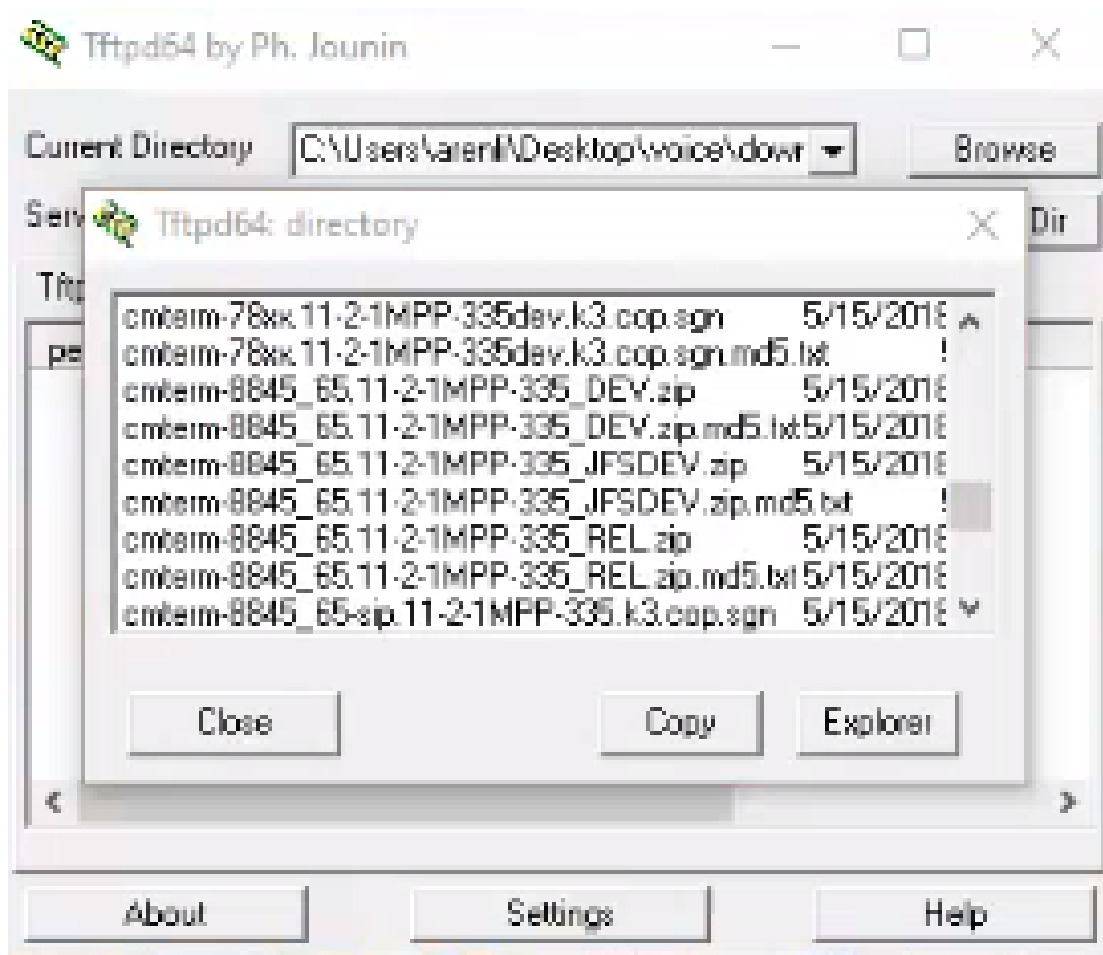 Tftpd64 by Ph. Jounin
Current Directory C:\Users\arenli\Desktop\voice\dowr Browse
Serv Dir
Tftp
pe
Tftpd64: directory
cmterm-78xx.11-2-1MPP-335dev.k3.cop.sgn 5/15/2018
cmterm-78xx.11-2-1MPP-335dev.k3.cop.sgn.md5.txt
cmterm-8845_65.11-2-1MPP-335_DEV.zip 5/15/2018
cmterm-8845_65.11-2-1MPP-335_DEV.zip.md5.txt 5/15/2018
cmterm-8845_65.11-2-1MPP-335_JFSDEV.zip 5/15/2018
cmterm-8845_65.11-2-1MPP-335_JFSDEV.zip.md5.txt
cmterm-8845_65.11-2-1MPP-335_REL.zip 5/15/2018
cmterm-8845_65.11-2-1MPP-335_REL.zip.md5.txt 5/15/2018
cmterm-8845_65-sip.11-2-1MPP-335.k3.cop.sgn 5/15/2018
Close Copy Explorer
About Settings Help